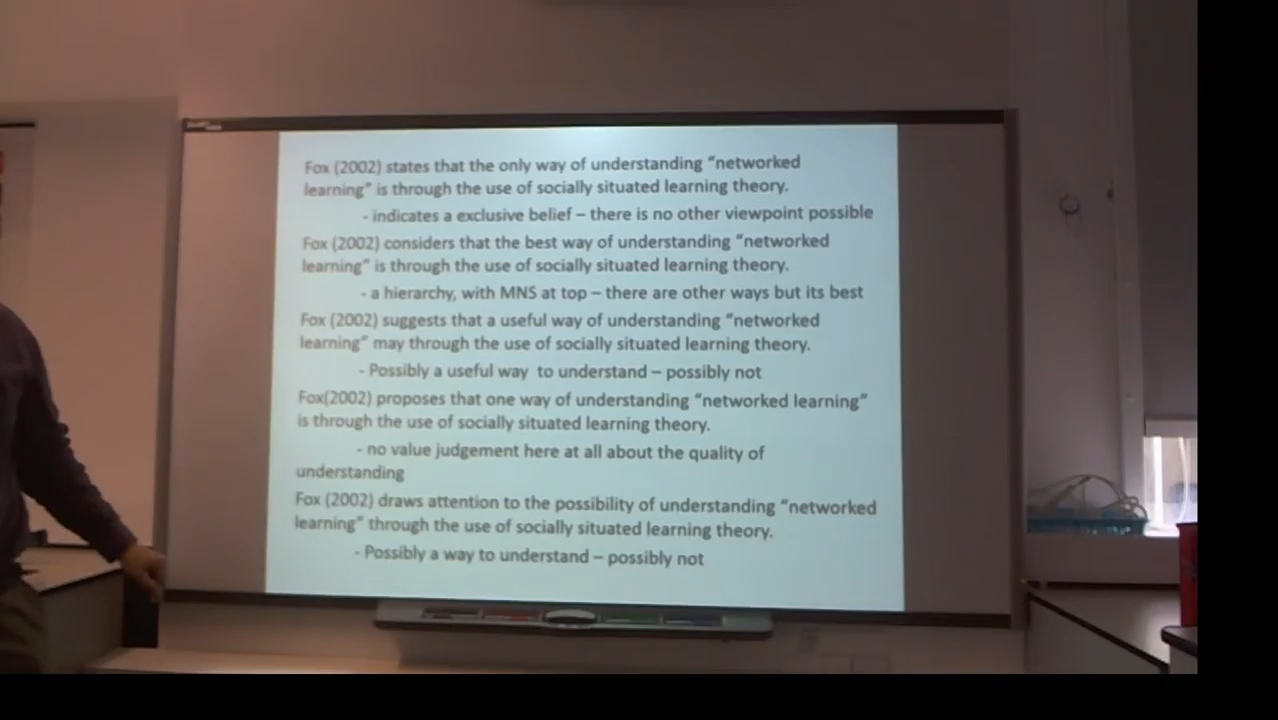 Fox (2002) states that the only way of understanding “networked
learning” is through the use of socially situated learning theory.
- indicates a exclusive belief – there is no other viewpoint possible
Fox (2002) considers that the best way of understanding “networked
learning” is through the use of socially situated learning theory.
- a hierarchy, with MNS at top – there are other ways but its best
Fox (2002) suggests that a useful way of understanding “networked
learning” may through the use of socially situated learning theory.
- Possibly a useful way to understand – possibly not
Fox(2002) proposes that one way of understanding “networked learning”
is through the use of socially situated learning theory.
- no value judgement here at all about the quality of
understanding
Fox (2002) draws attention to the possibility of understanding “networked
learning” through the use of socially situated learning theory.
- Possibly a way to understand – possibly not